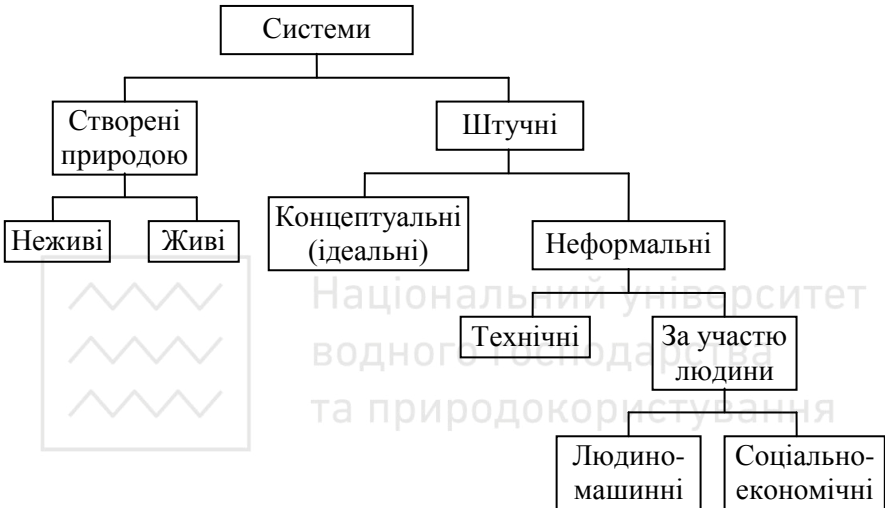 Системи
Створені
природою
Штучні
Неживі
Живі
Концептуальні
(ідеальні)
Неформальні
Національний університет
водного господарства
та природокористування
Технічні
За участю
людини
Людино-
машинні
Соціально-
економічні